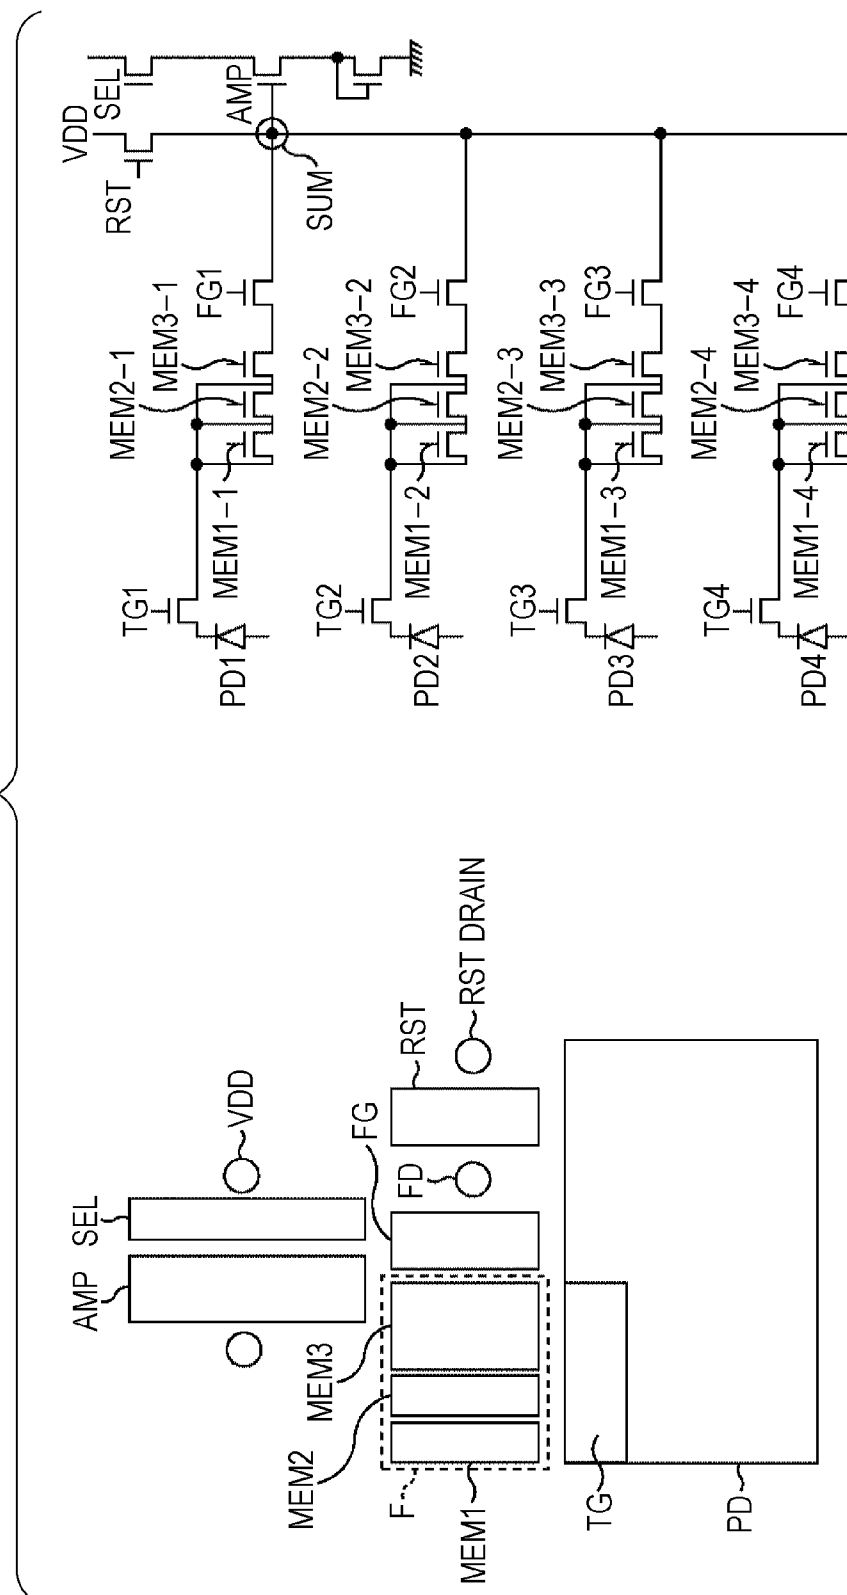 VDD
SEL
RST
AMP
SUM
MEM2-1
MEM3-1
FG1
TG1
MEM1-1
PD1
MEM2-2
MEM3-2
FG2
TG2
MEM1-2
PD2
MEM2-3
MEM3-3
FG3
TG3
MEM1-3
PD3
MEM2-4
MEM3-4
FG4
TG4
MEM1-4
PD4
AMP
SEL
VDD
MEM2
MEM3
FG
F
FD
RST
MEM1
RST DRAIN
TG
PD